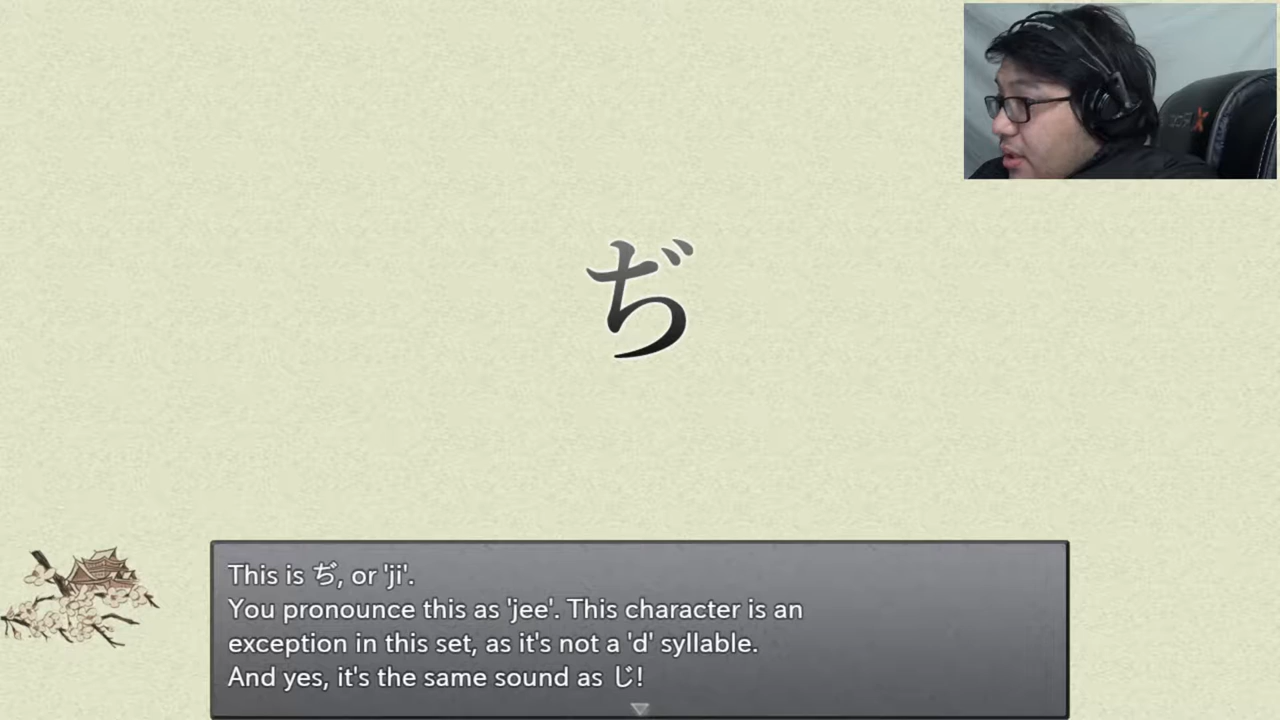 ぢ
This is ぢ, or 'ji'.
You pronounce this as 'jee'. This character is an
exception in this set, as it's not a 'd' syllable.
And yes, it's the same sound as じ!